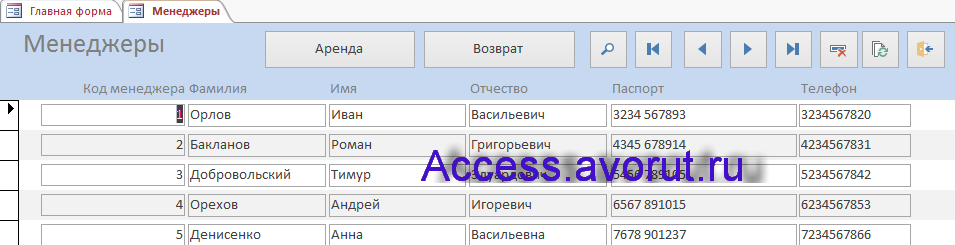 Главная форма Менеджеры
Менеджеры Аренда Возврат
Код менеджера Фамилия Имя Отчество Паспорт Телефон
1 Орлов Иван Васильевич 3234 567893 3234567820
2 Бакланов Роман Григорьевич 4345 678914 4234567831
3 Добровольский Тимур 5234567842
Access.avorut.ru
4 Орехов Андрей Игоревич 6567 891015 6234567853
5 Денисенко Анна Васильевна 7678 901237 7234567866